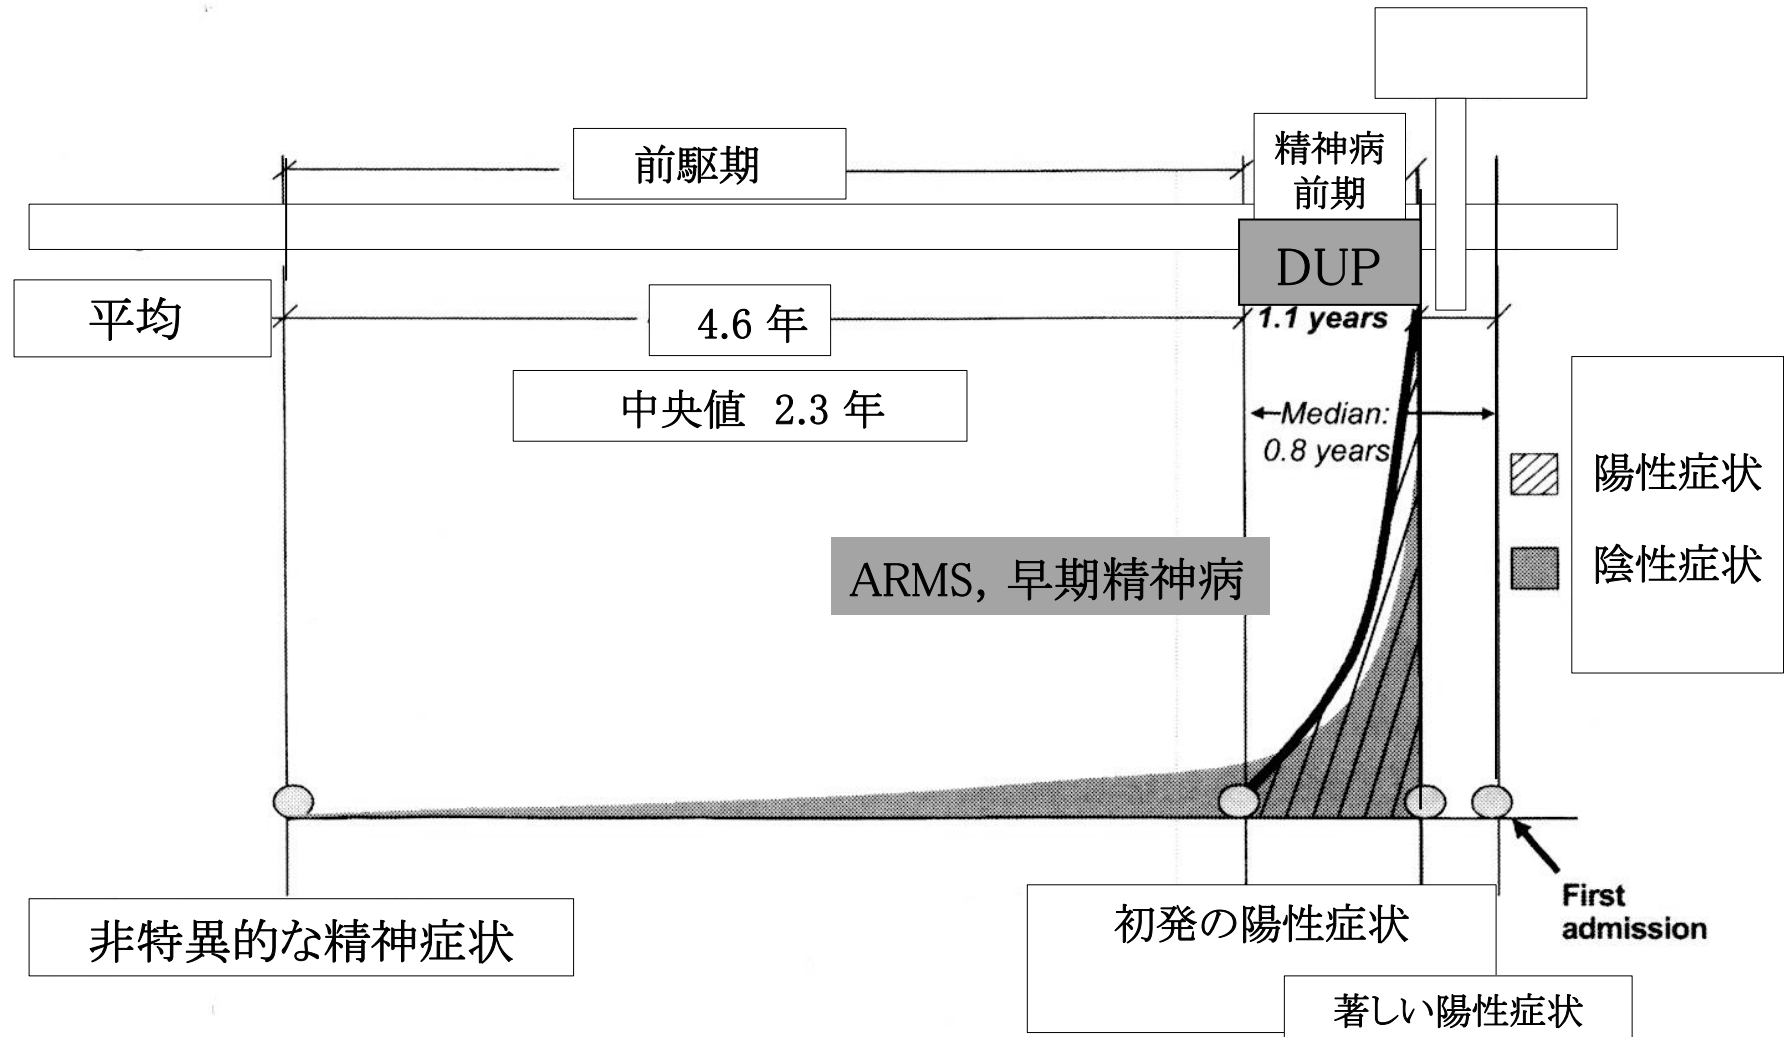 前駆期
精神病
前期
DUP
平均
4.6 年
1.1 years
中央値 2.3 年
Median:
0.8 years
陽性症状
陰性症状
ARMS, 早期精神病
First
admission
非特異的な精神症状
初発の陽性症状
著しい陽性症状